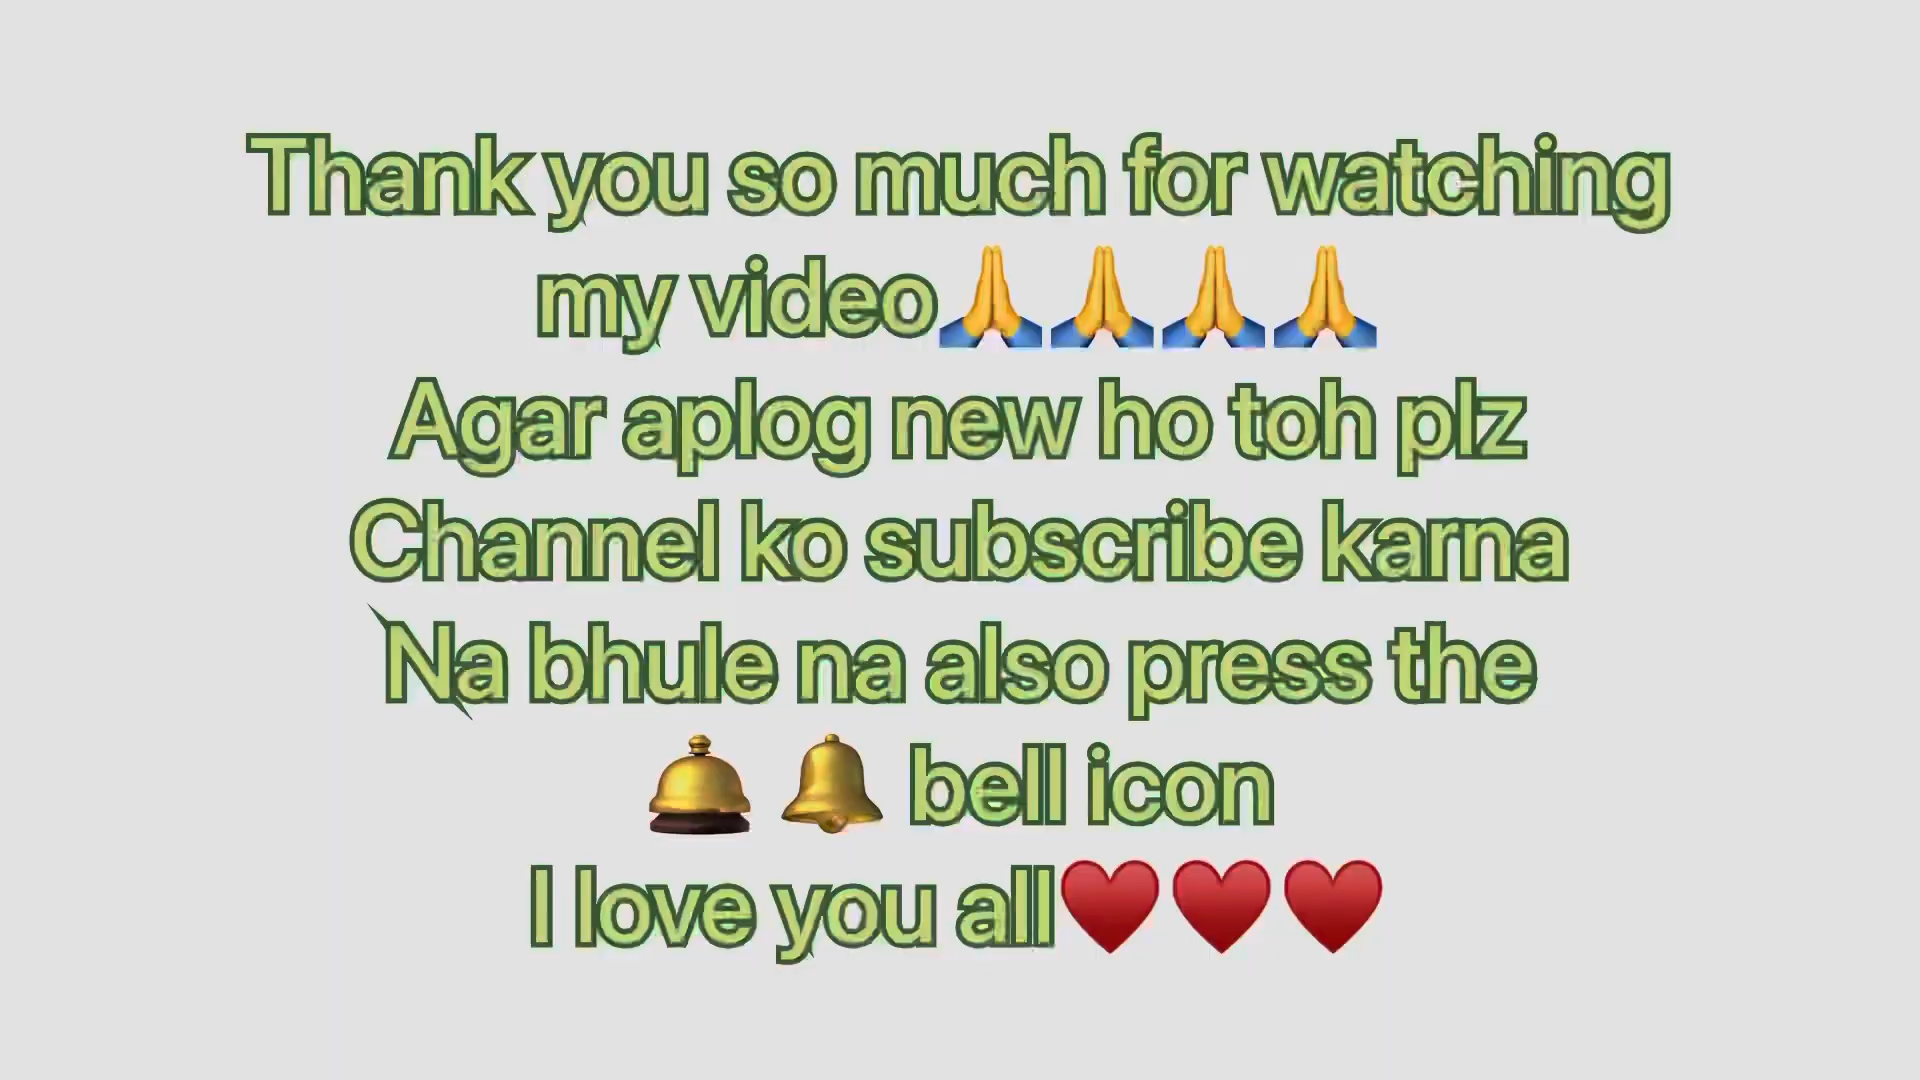 Thank you so much for watching
my video🙏🙏🙏🙏
Agar aplog new ho toh plz
Channel ko subscribe karna
Na bhule na also press the
🛎️ 🔔 bell icon
I love you all♥️♥️♥️